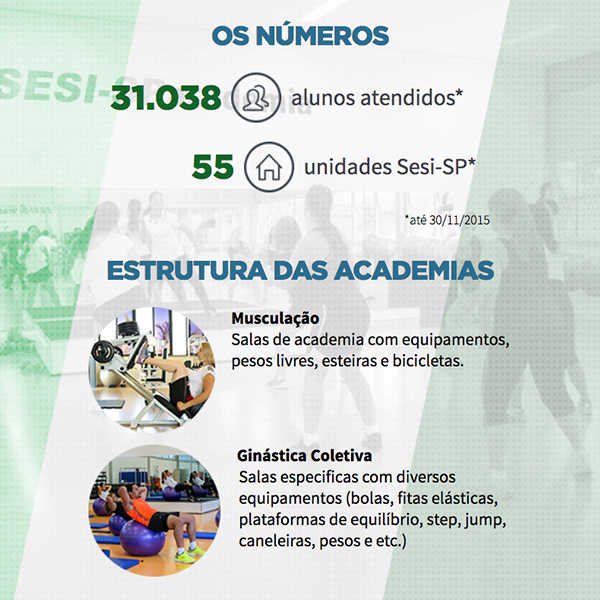 OS NÚMEROS
SESI-SP
31.038 alunos atendidos*
55 unidades Sesi-SP*
*até 30/11/2015
ESTRUTURA DAS ACADEMIAS
Musculação
Salas de academia com equipamentos,
pesos livres, esteiras e bicicletas.
Ginástica Coletiva
Salas especificas com diversos
equipamentos (bolas, fitas elásticas,
plataformas de equilíbrio, step, jump,
caneleiras, pesos e etc.)